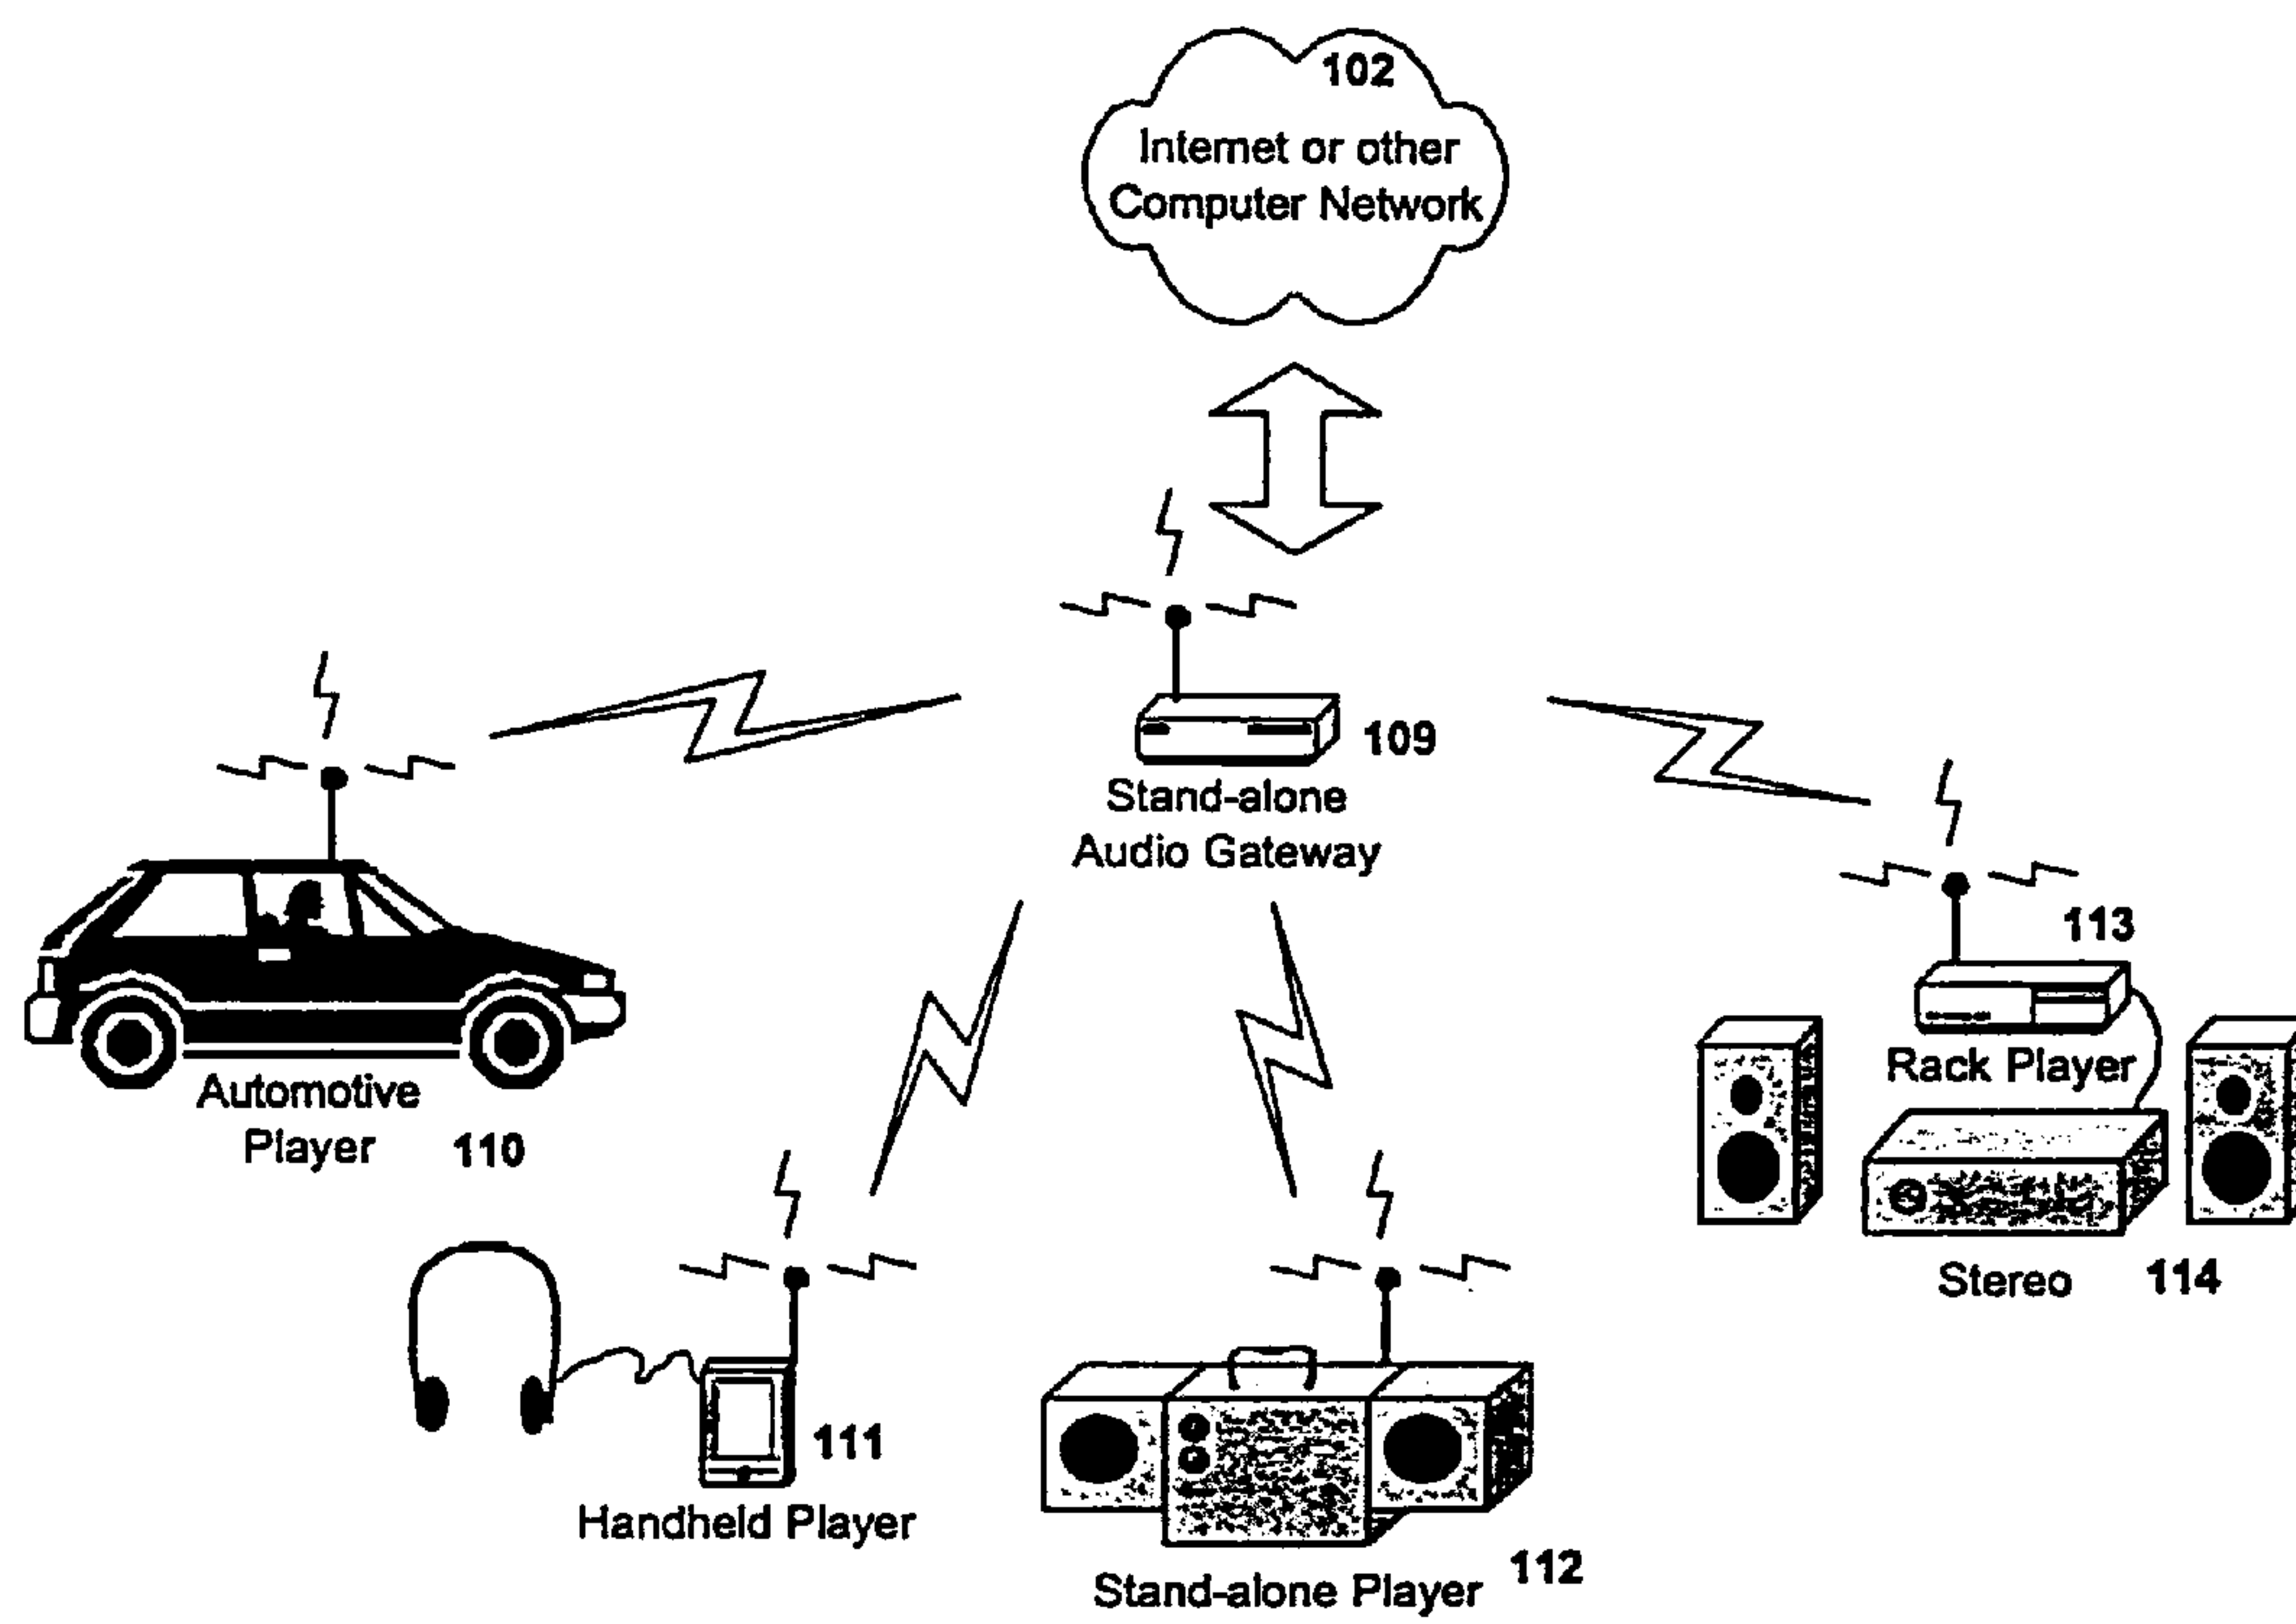 102
Internet or other
Computer Network
109
Stand-alone
Audio Gateway
113
Rack Player
Automotive
Player 110
Stereo 114
111
Handheld Player
112
Stand-alone Player